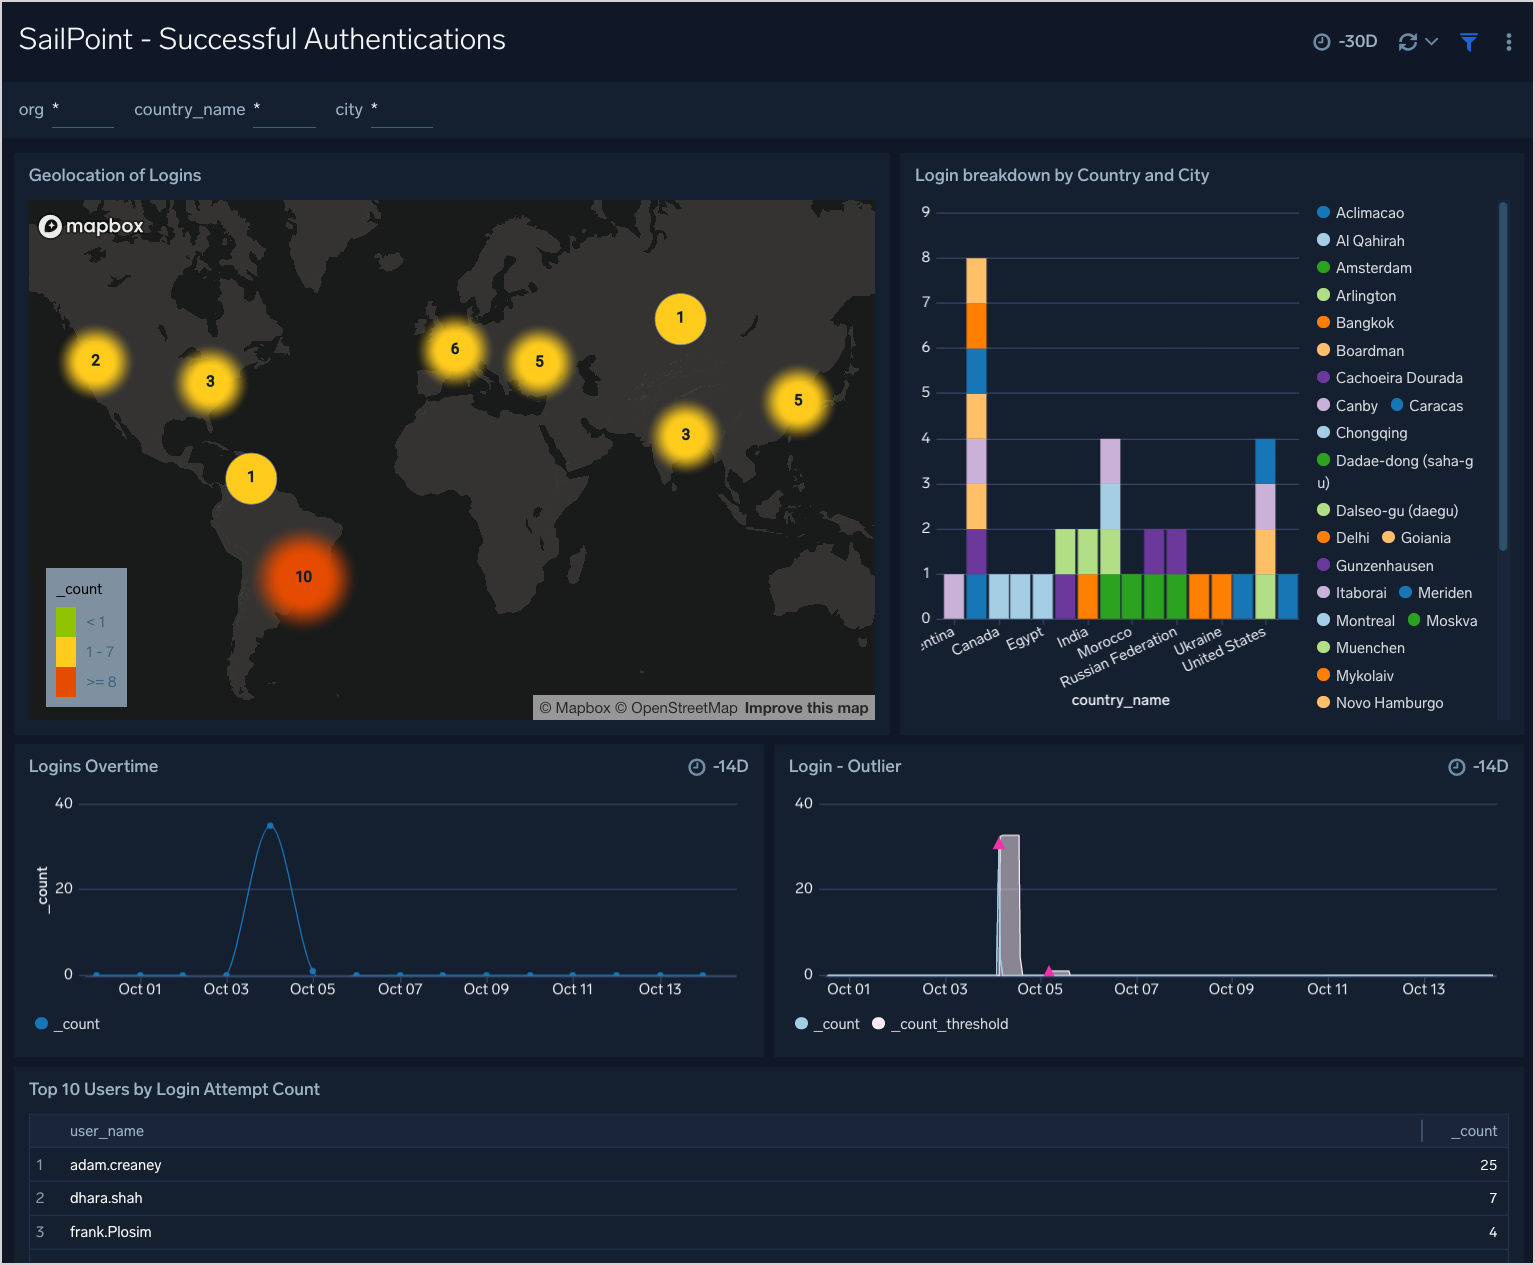 SailPoint - Successful Authentications
-30D
org *
country_name *
city *
Geolocation of Logins
mapbox
2
3
6
5
1
5
3
1
10
_count
< 1
1 - 7
>= 8
© Mapbox © OpenStreetMap Improve this map
Login breakdown by Country and City
9
8
7
6
5
4
3
2
1
0
entina
Canada
Egypt
India
Morocco
Russian Federation
Ukraine
United States
country_name
Aclimacao
Al Qahirah
Amsterdam
Arlington
Bangkok
Boardman
Cachoeira Dourada
Canby Caracas
Chongqing
Dadae-dong (saha-g
u)
Dalseo-gu (daegu)
Delhi Goiania
Gunzenhausen
Itaborai Meriden
Montreal Moskva
Muenchen
Mykolaiv
Novo Hamburgo
Logins Overtime
-14D
40
20
0
_count
Oct 01 Oct 03 Oct 05 Oct 07 Oct 09 Oct 11 Oct 13
_count
Login - Outlier
-14D
40
20
0
Oct 01 Oct 03 Oct 05 Oct 07 Oct 09 Oct 11 Oct 13
_count _count_threshold
Top 10 Users by Login Attempt Count
user_name _count
1 adam.creaney 25
2 dhara.shah 7
3 frank.Plosim 4